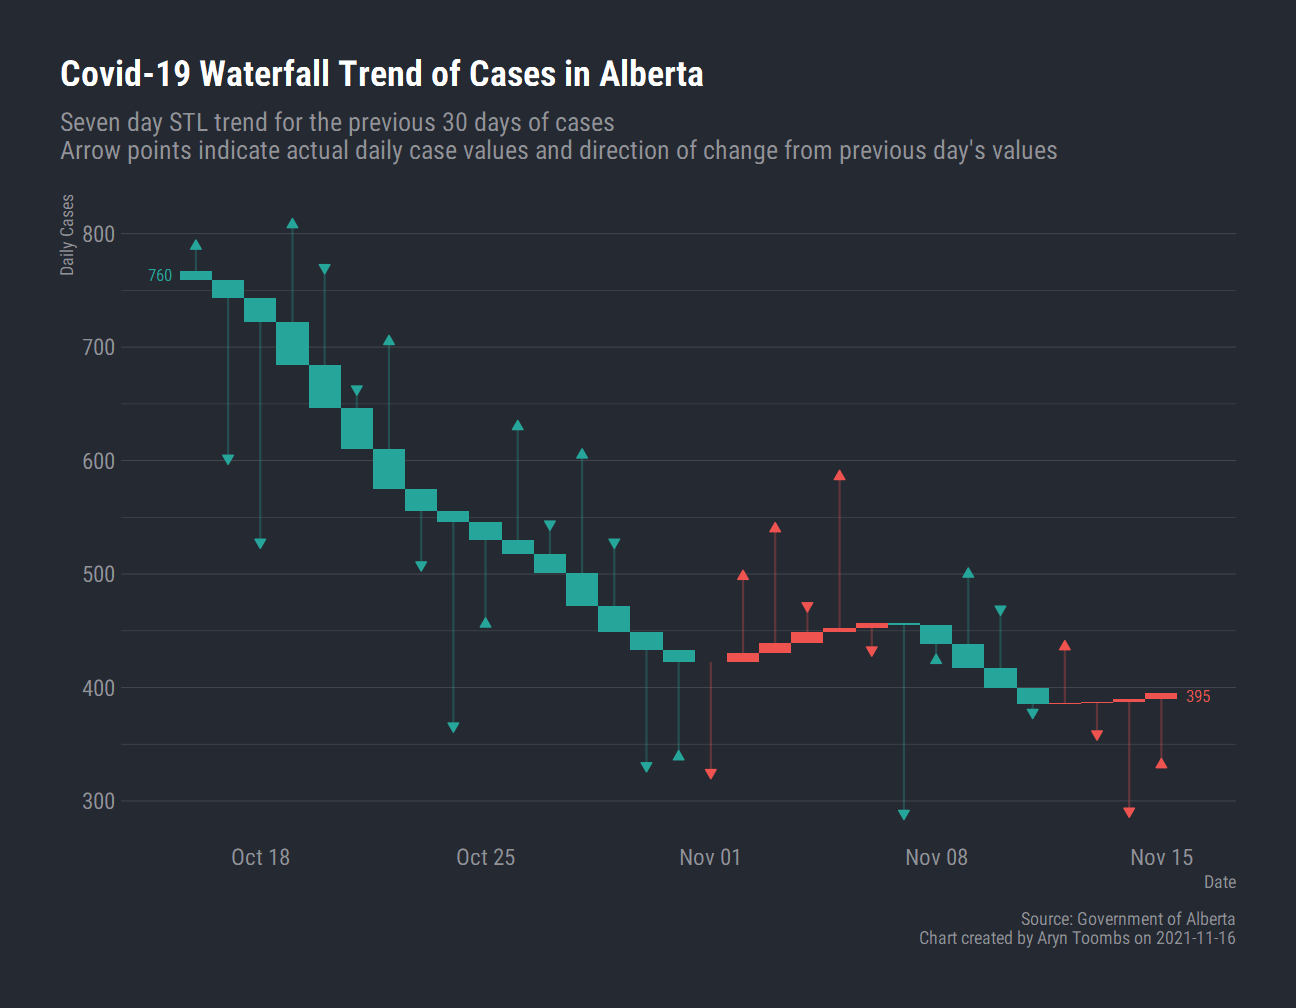 Covid-19 Waterfall Trend of Cases in Alberta
Seven day STL trend for the previous 30 days of cases
Arrow points indicate actual daily case values and direction of change from previous day's values
Daily Cases
800
760
700
600
500
400
395
300
Oct 18
Oct 25
Nov 01
Nov 08
Nov 15
Date
Source: Government of Alberta
Chart created by Aryn Toombs on 2021-11-16